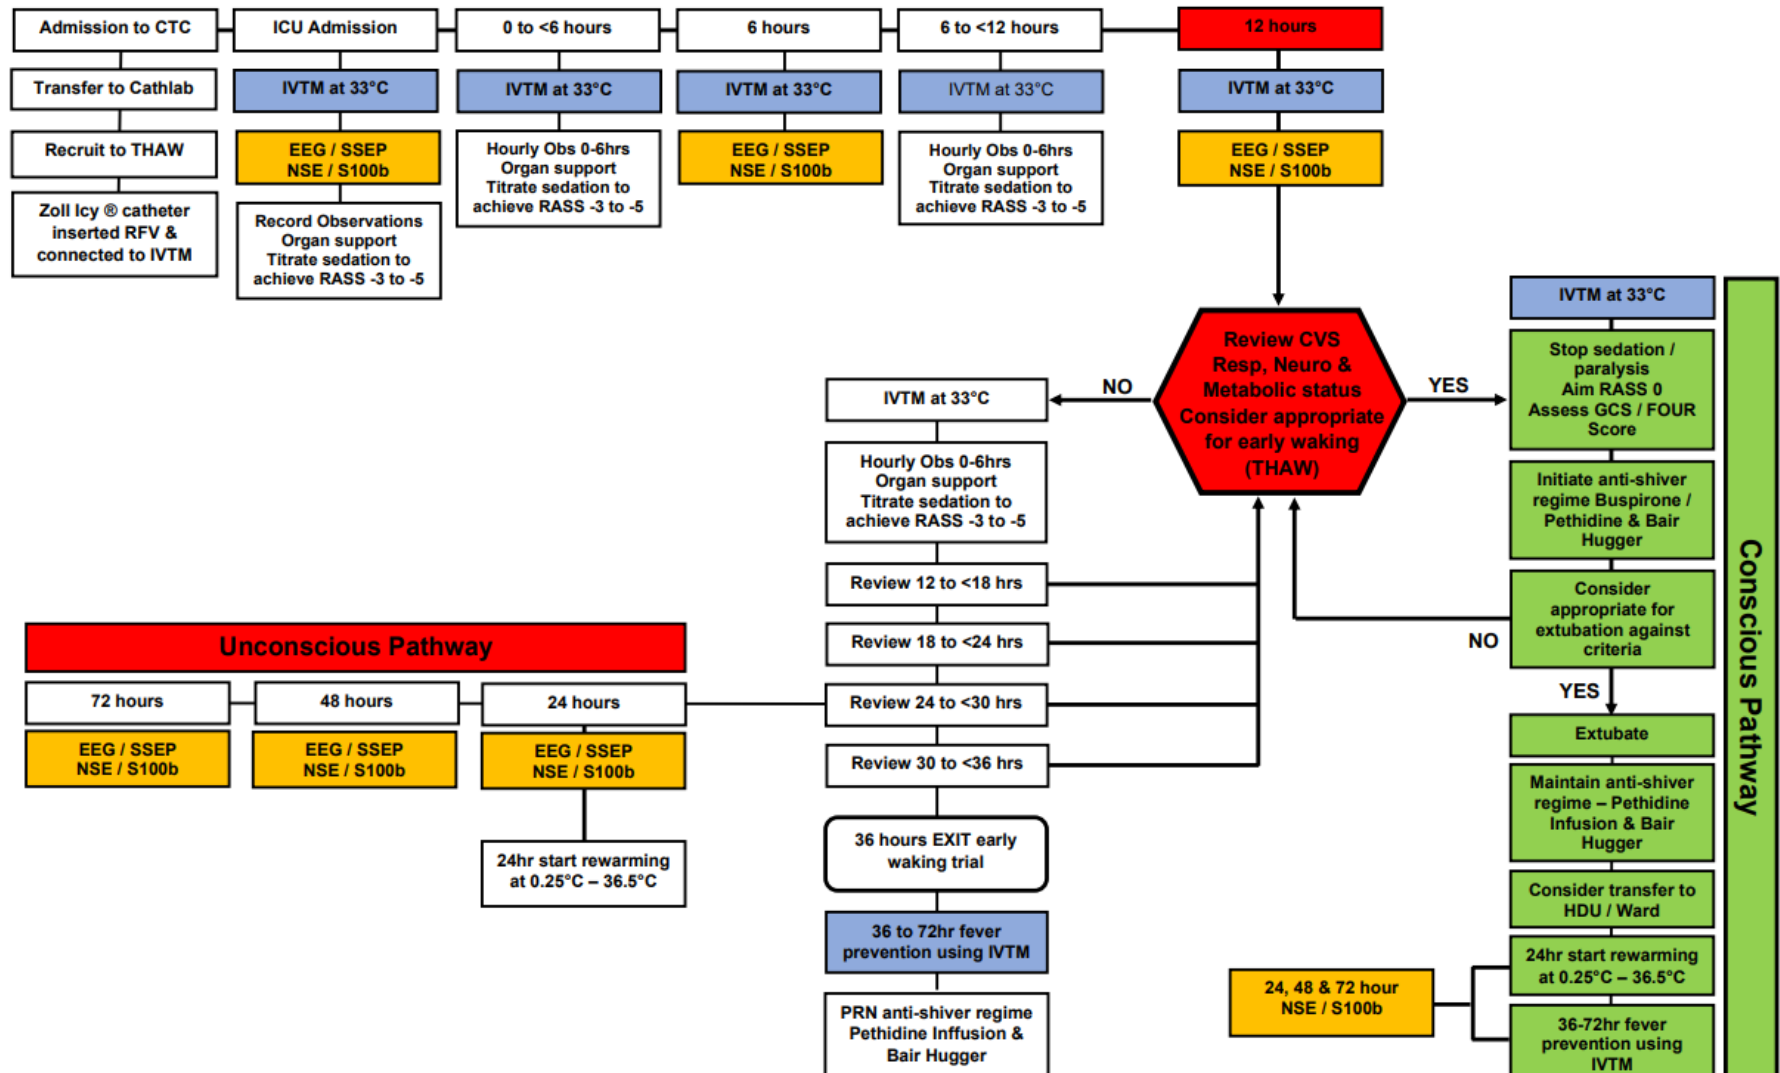 Admission to CTC
Transfer to Cathlab
Recruit to THAW
Zoll Icy ® catheter
inserted RFV &
connected to IVTM
ICU Admission
IVTM at 33°C
EEG / SSEP
NSE / S100b
Record Observations
Organ support
Titrate sedation to
achieve RASS -3 to -5
0 to <6 hours
IVTM at 33°C
Hourly Obs 0-6hrs
Organ support
Titrate sedation to
achieve RASS -3 to -5
6 hours
IVTM at 33°C
EEG / SSEP
NSE / S100b
6 to <12 hours
IVTM at 33°C
Hourly Obs 0-6hrs
Organ support
Titrate sedation to
achieve RASS -3 to -5
12 hours
IVTM at 33°C
EEG / SSEP
NSE / S100b
Review CVS
Resp, Neuro &
Metabolic status
Consider appropriate
for early waking
(THAW)
NO
YES
IVTM at 33°C
Hourly Obs 0-6hrs
Organ support
Titrate sedation to
achieve RASS -3 to -5
Review 12 to <18 hrs
Review 18 to <24 hrs
Review 24 to <30 hrs
Review 30 to <36 hrs
36 hours EXIT early
waking trial
36 to 72hr fever
prevention using IVTM
PRN anti-shiver regime
Pethidine Inffusion &
Bair Hugger
Unconscious Pathway
72 hours
EEG / SSEP
NSE / S100b
48 hours
EEG / SSEP
NSE / S100b
24 hours
EEG / SSEP
NSE / S100b
24hr start rewarming
at 0.25°C – 36.5°C
IVTM at 33°C
Stop sedation /
paralysis
Aim RASS 0
Assess GCS / FOUR
Score
Initiate anti-shiver
regime Buspirone /
Pethidine & Bair
Hugger
Consider
appropriate for
extubation against
criteria
NO
YES
Extubate
Maintain anti-shiver
regime – Pethidine
Infusion & Bair
Hugger
Consider transfer to
HDU / Ward
24hr start rewarming
at 0.25°C – 36.5°C
36-72hr fever
prevention using
IVTM
24, 48 & 72 hour
NSE / S100b
Conscious Pathway